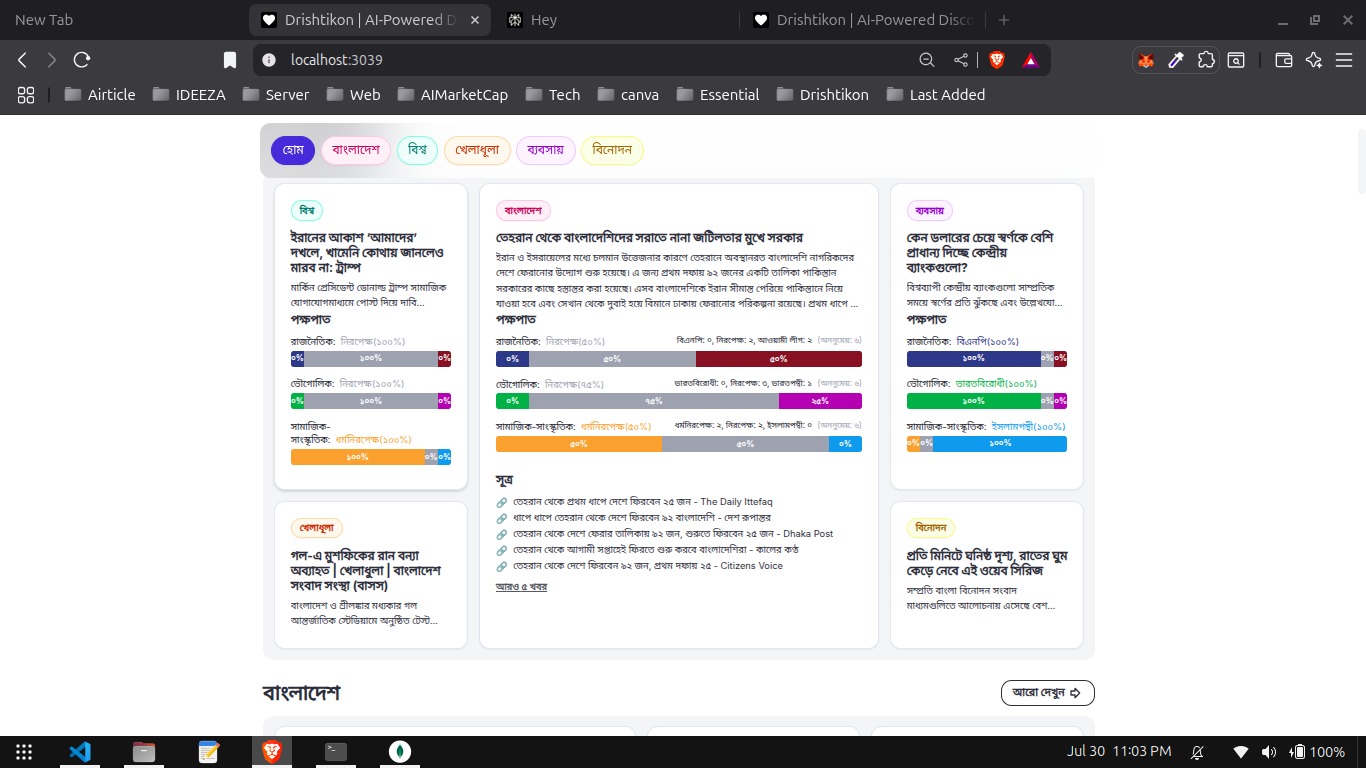 New Tab
Drishtikon | AI-Powered D
Hey
Drishtikon | AI-Powered Disco
localhost:3039
Airticle
IDEEZA
Server
Web
AIMarketCap
Tech
canva
Essential
Drishtikon
Last Added
হোম
বাংলাদেশ
বিশ্ব
খেলাধূলা
ব্যবসায়
বিনোদন
বিশ্ব
ইরানের আকাশ ‘আমাদের’
দখলে, খামেনি কোথায় জানলেও
মারব না: ট্রাম্প
মার্কিন প্রেসিডেন্ট ডোনাল্ড ট্রাম্প সামাজিক
যোগাযোগমাধ্যমে পোস্ট দিয়ে দাবি...
পক্ষপাত
রাজনৈতিক: নিরপেক্ষ(১০০%)
০% ১০০% ০%
ভৌগোলিক: নিরপেক্ষ(১০০%)
০% ১০০% ০%
সামাজিক-
সাংস্কৃতিক: ধর্মনিরপেক্ষ(১০০%)
১০০% ০% ০%
খেলাধূলা
গল-এ মুশফিকের রান বন্যা
অব্যাহত | খেলাধুলা | বাংলাদেশ
সংবাদ সংস্থা (বাসস)
বাংলাদেশ ও শ্রীলঙ্কার মধ্যকার গল
আন্তর্জাতিক স্টেডিয়ামে অনুষ্ঠিত টেস্ট...
বাংলাদেশ
তেহরান থেকে বাংলাদেশিদের সরাতে নানা জটিলতার মুখে সরকার
ইরান ও ইসরায়েলের মধ্যে চলমান উত্তেজনার কারণে তেহরানে অবস্থানরত বাংলাদেশি নাগরিকদের
দেশে ফেরানোর উদ্যোগ শুরু হয়েছে। এ জন্য প্রথম দফায় ৯২ জনের একটি তালিকা পাকিস্তান
সরকারের কাছে হস্তান্তর করা হয়েছে। এসব বাংলাদেশিকে ইরান সীমান্ত পেরিয়ে পাকিস্তানে নিয়ে
যাওয়া হবে এবং সেখান থেকে দুবাই হয়ে বিমানে ঢাকায় ফেরানোর পরিকল্পনা রয়েছে। প্রথম ধাপে ...
পক্ষপাত
রাজনৈতিক: নিরপেক্ষ(৫০%) বিএনপি: ০, নিরপেক্ষ: ২, আওয়ামী লীগ: ২ (অননুমেয়: ৬)
০% ৫০% ৫০%
ভৌগোলিক: নিরপেক্ষ(৭৫%) ভারতবিরোধী: ০, নিরপেক্ষ: ৩, ভারতপন্থী: ১ (অননুমেয়: ৬)
০% ৭৫% ২৫%
সামাজিক-সাংস্কৃতিক: ধর্মনিরপেক্ষ(৫০%) ধর্মনিরপেক্ষ: ২, নিরপেক্ষ: ২, ইসলামপন্থী: ০ (অননুমেয়: ৬)
৫০% ৫০% ০%
সূত্র
তেহরান থেকে প্রথম ধাপে দেশে ফিরবেন ২৫ জন - The Daily Ittefaq
ধাপে ধাপে তেহরান থেকে দেশে ফিরবেন ৯২ বাংলাদেশি - দেশ রূপান্তর
তেহরান থেকে দেশে ফেরার তালিকায় ৯২ জন, শুরুতে ফিরবেন ২৫ জন - Dhaka Post
তেহরান থেকে আগামী সপ্তাহেই ফিরতে শুরু করবে বাংলাদেশিরা - কালের কণ্ঠ
তেহরান থেকে দেশে ফিরবেন ৯২ জন, প্রথম দফায় ২৫ - Citizens Voice
আরও ৫ খবর
ব্যবসায়
কেন ডলারের চেয়ে স্বর্ণকে বেশি
প্রাধান্য দিচ্ছে কেন্দ্রীয়
ব্যাংকগুলো?
বিশ্বব্যাপী কেন্দ্রীয় ব্যাংকগুলো সাম্প্রতিক
সময়ে স্বর্ণের প্রতি ঝুঁকছে এবং উল্লেখযো...
পক্ষপাত
রাজনৈতিক: বিএনপি(১০০%)
১০০% ০% ০%
ভৌগোলিক: ভারতবিরোধী(১০০%)
১০০% ০% ০%
সামাজিক-সাংস্কৃতিক: ইসলামপন্থী(১০০%)
০% ০% ১০০%
বিনোদন
প্রতি মিনিটে ঘনিষ্ঠ দৃশ্য, রাতের ঘুম
কেড়ে নেবে এই ওয়েব সিরিজ
সম্প্রতি বাংলা বিনোদন সংবাদ
মাধ্যমগুলিতে আলোচনায় এসেছে বেশ...
বাংলাদেশ
আরো দেখুন
Jul 30 11:03 PM
100%